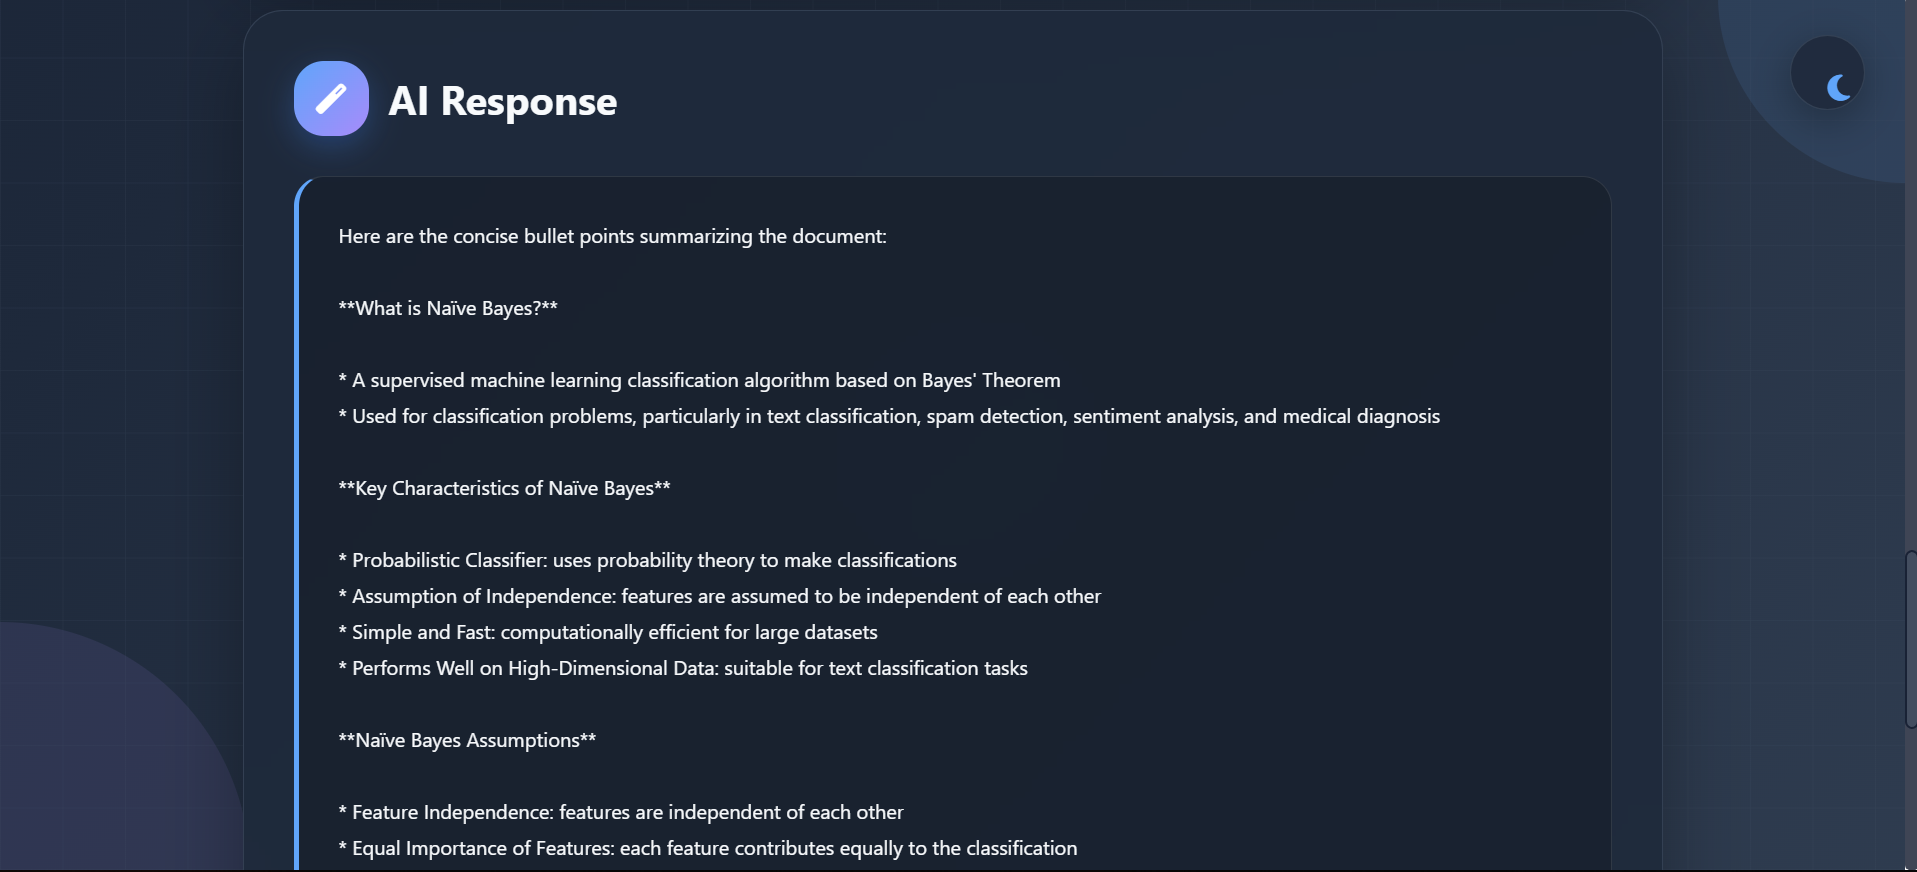 AI Response
Here are the concise bullet points summarizing the document:
**What is Naïve Bayes?**
* A supervised machine learning classification algorithm based on Bayes' Theorem
* Used for classification problems, particularly in text classification, spam detection, sentiment analysis, and medical diagnosis
**Key Characteristics of Naïve Bayes**
* Probabilistic Classifier: uses probability theory to make classifications
* Assumption of Independence: features are assumed to be independent of each other
* Simple and Fast: computationally efficient for large datasets
* Performs Well on High-Dimensional Data: suitable for text classification tasks
**Naïve Bayes Assumptions**
* Feature Independence: features are independent of each other
* Equal Importance of Features: each feature contributes equally to the classification